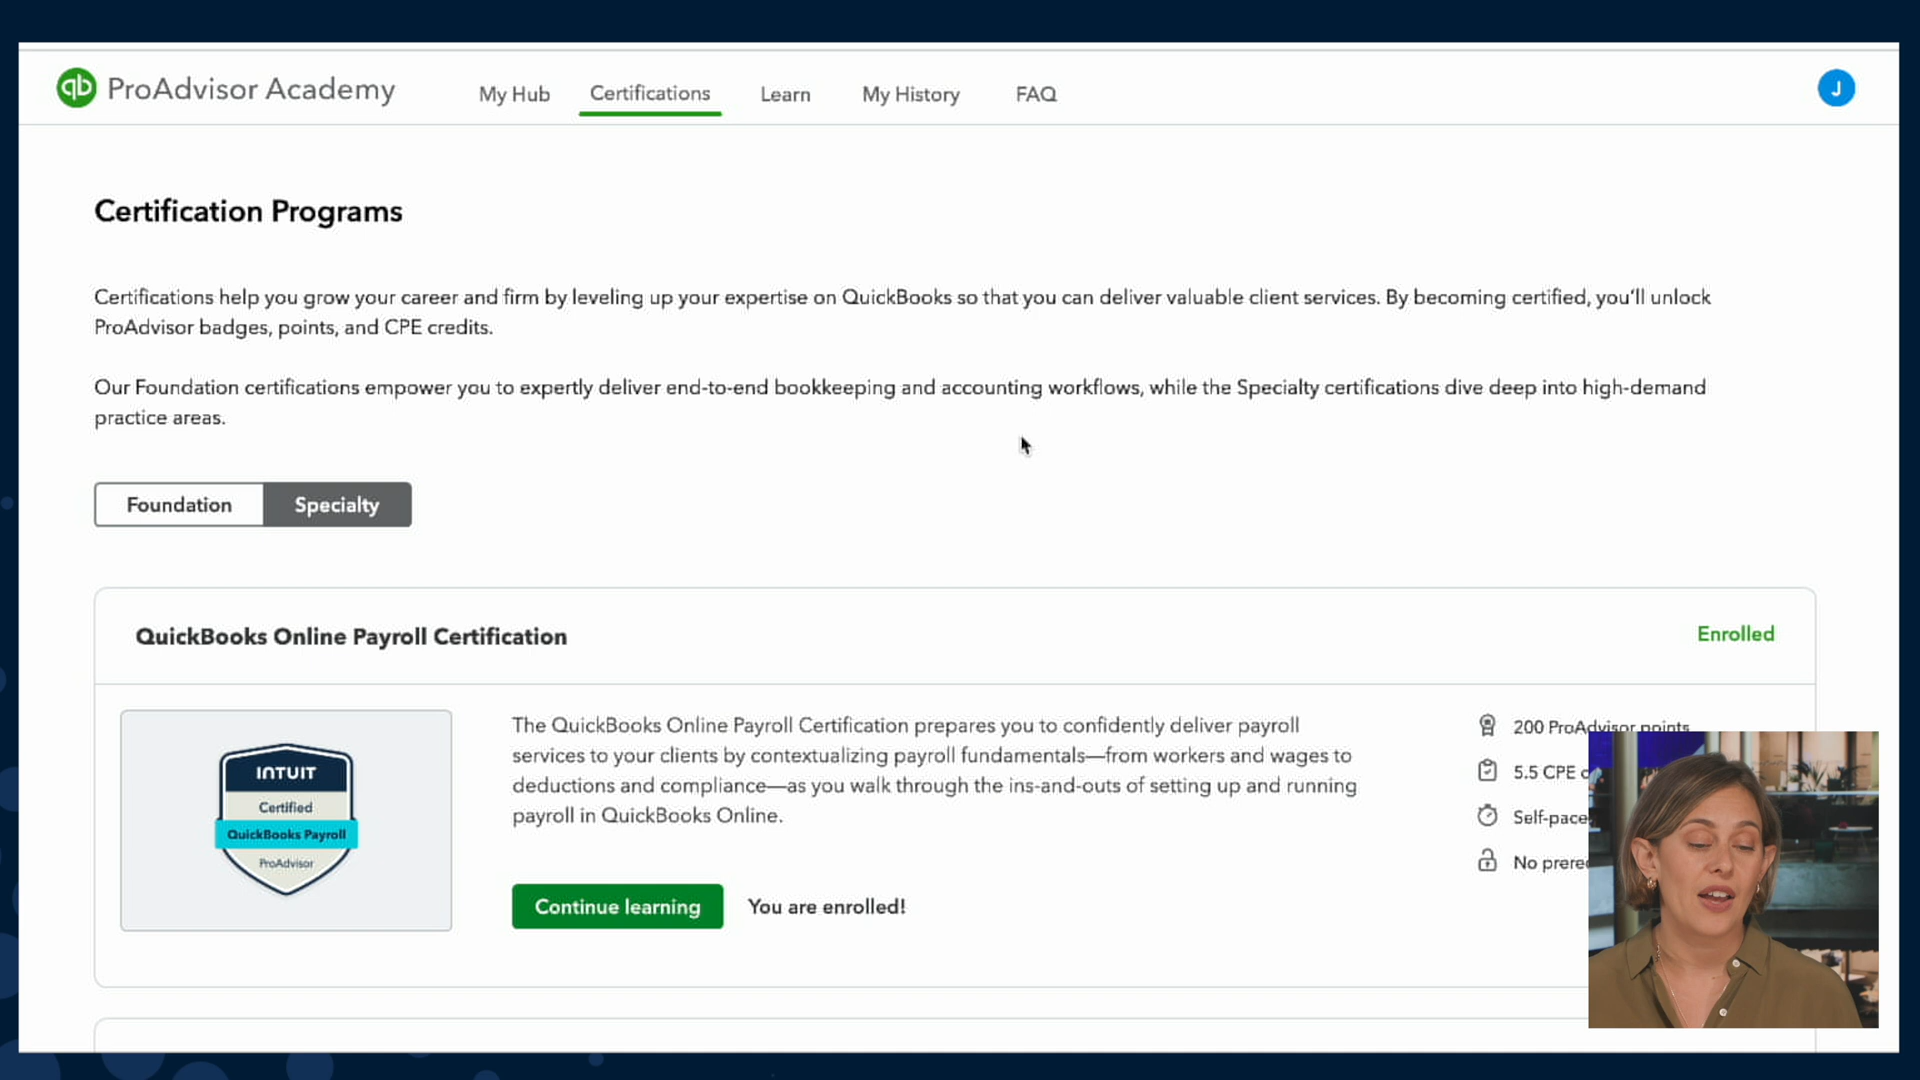 qb ProAdvisor Academy
My Hub
Certifications
Learn
My History
FAQ
J
Certification Programs
Certifications help you grow your career and firm by leveling up your expertise on QuickBooks so that you can deliver valuable client services. By becoming certified, you'll unlock
ProAdvisor badges, points, and CPE credits.
Our Foundation certifications empower you to expertly deliver end-to-end bookkeeping and accounting workflows, while the Specialty certifications dive deep into high-demand
practice areas.
Foundation
Specialty
QuickBooks Online Payroll Certification
Enrolled
INTUIT
Certified
QuickBooks Payroll
ProAdvisor
The QuickBooks Online Payroll Certification prepares you to confidently deliver payroll
services to your clients by contextualizing payroll fundamentals—from workers and wages to
deductions and compliance—as you walk through the ins-and-outs of setting up and running
payroll in QuickBooks Online.
Continue learning
You are enrolled!
200 ProAdvisor points
5.5 CPE
Self-pace
No prere